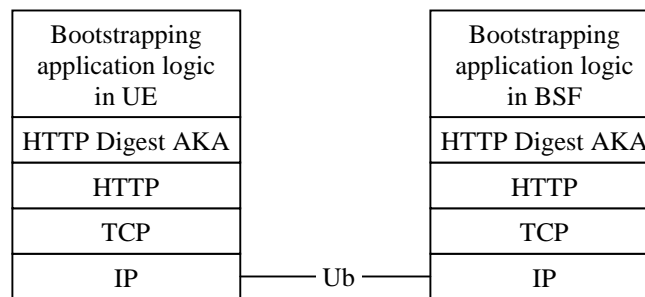 Bootstrapping
application logic
in UE
HTTP Digest AKA
HTTP
TCP
IP
Ub
Bootstrapping
application logic
in BSF
HTTP Digest AKA
HTTP
TCP
IP